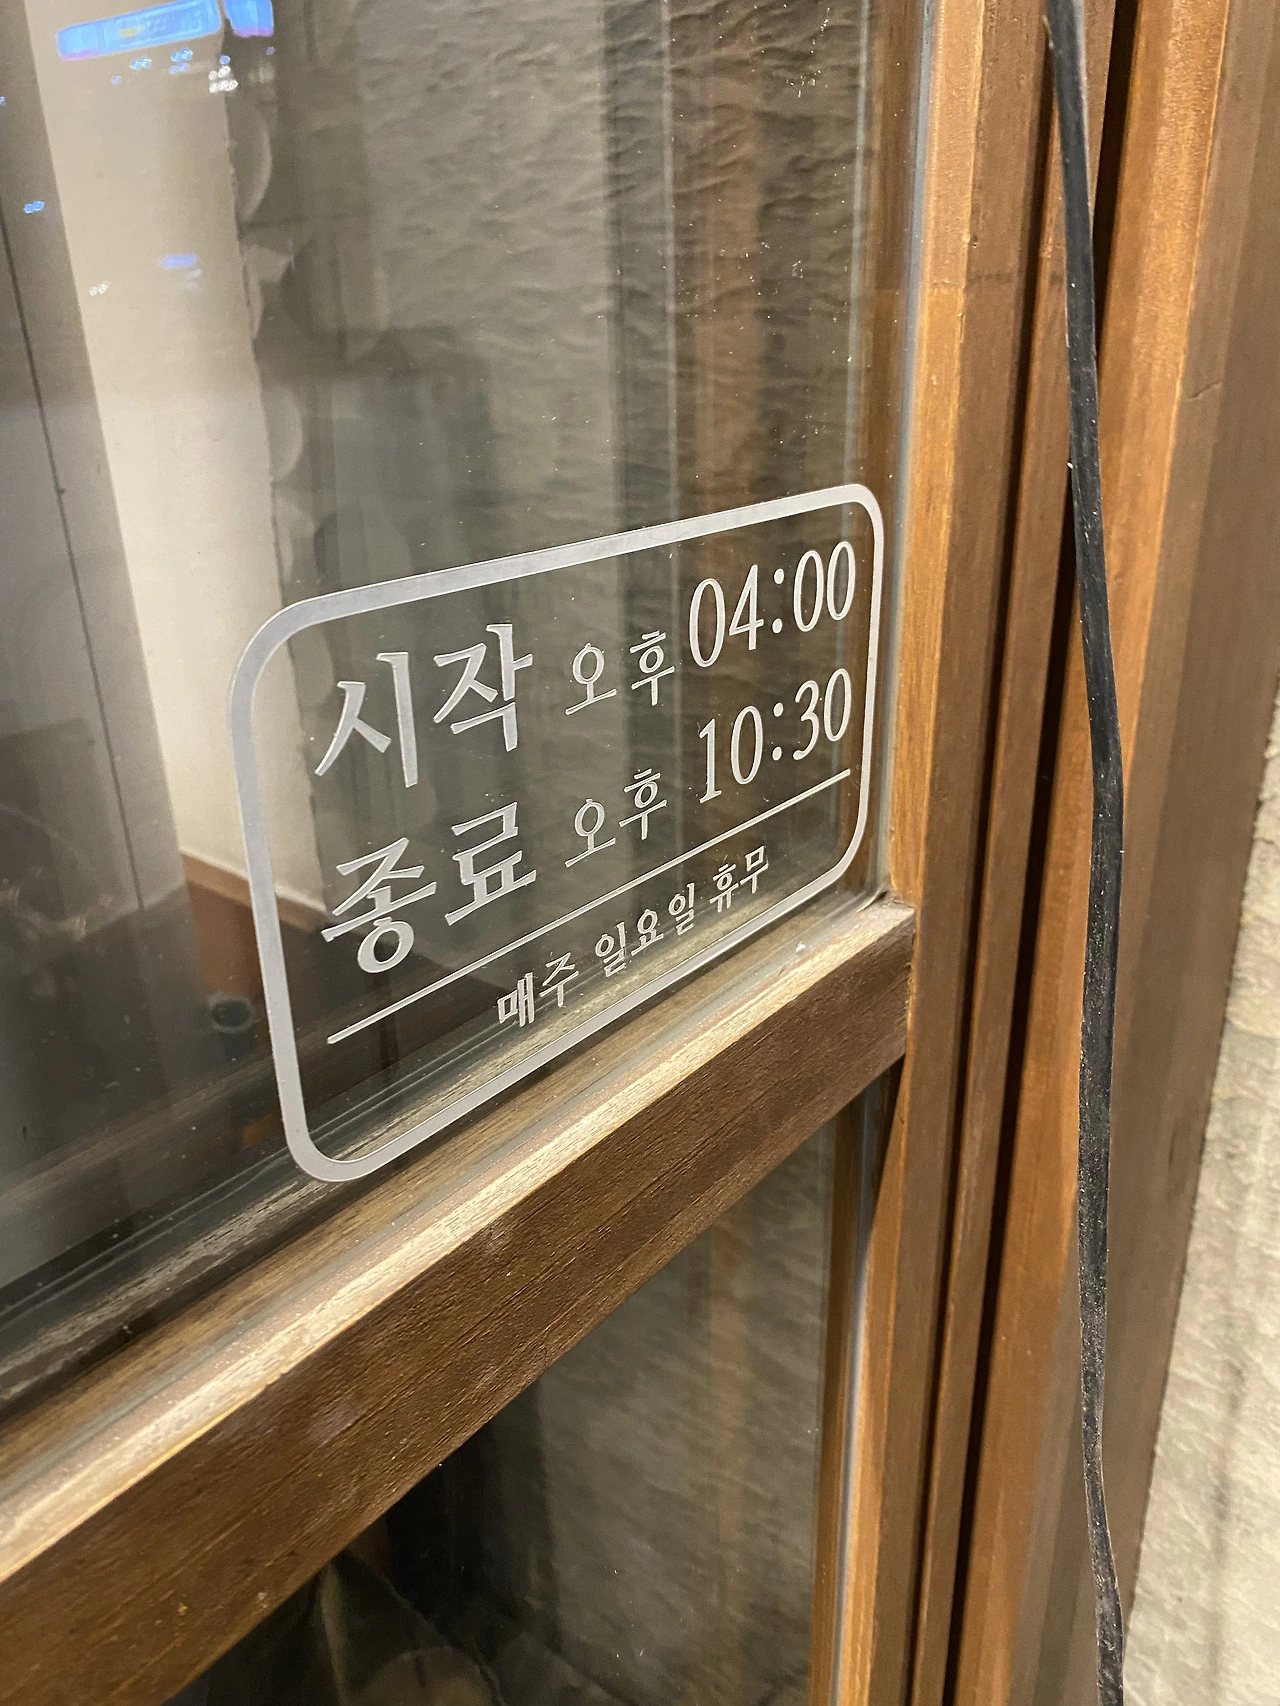 시작 오후 04:00
종료 오후 10:30
매주 일요일 휴무